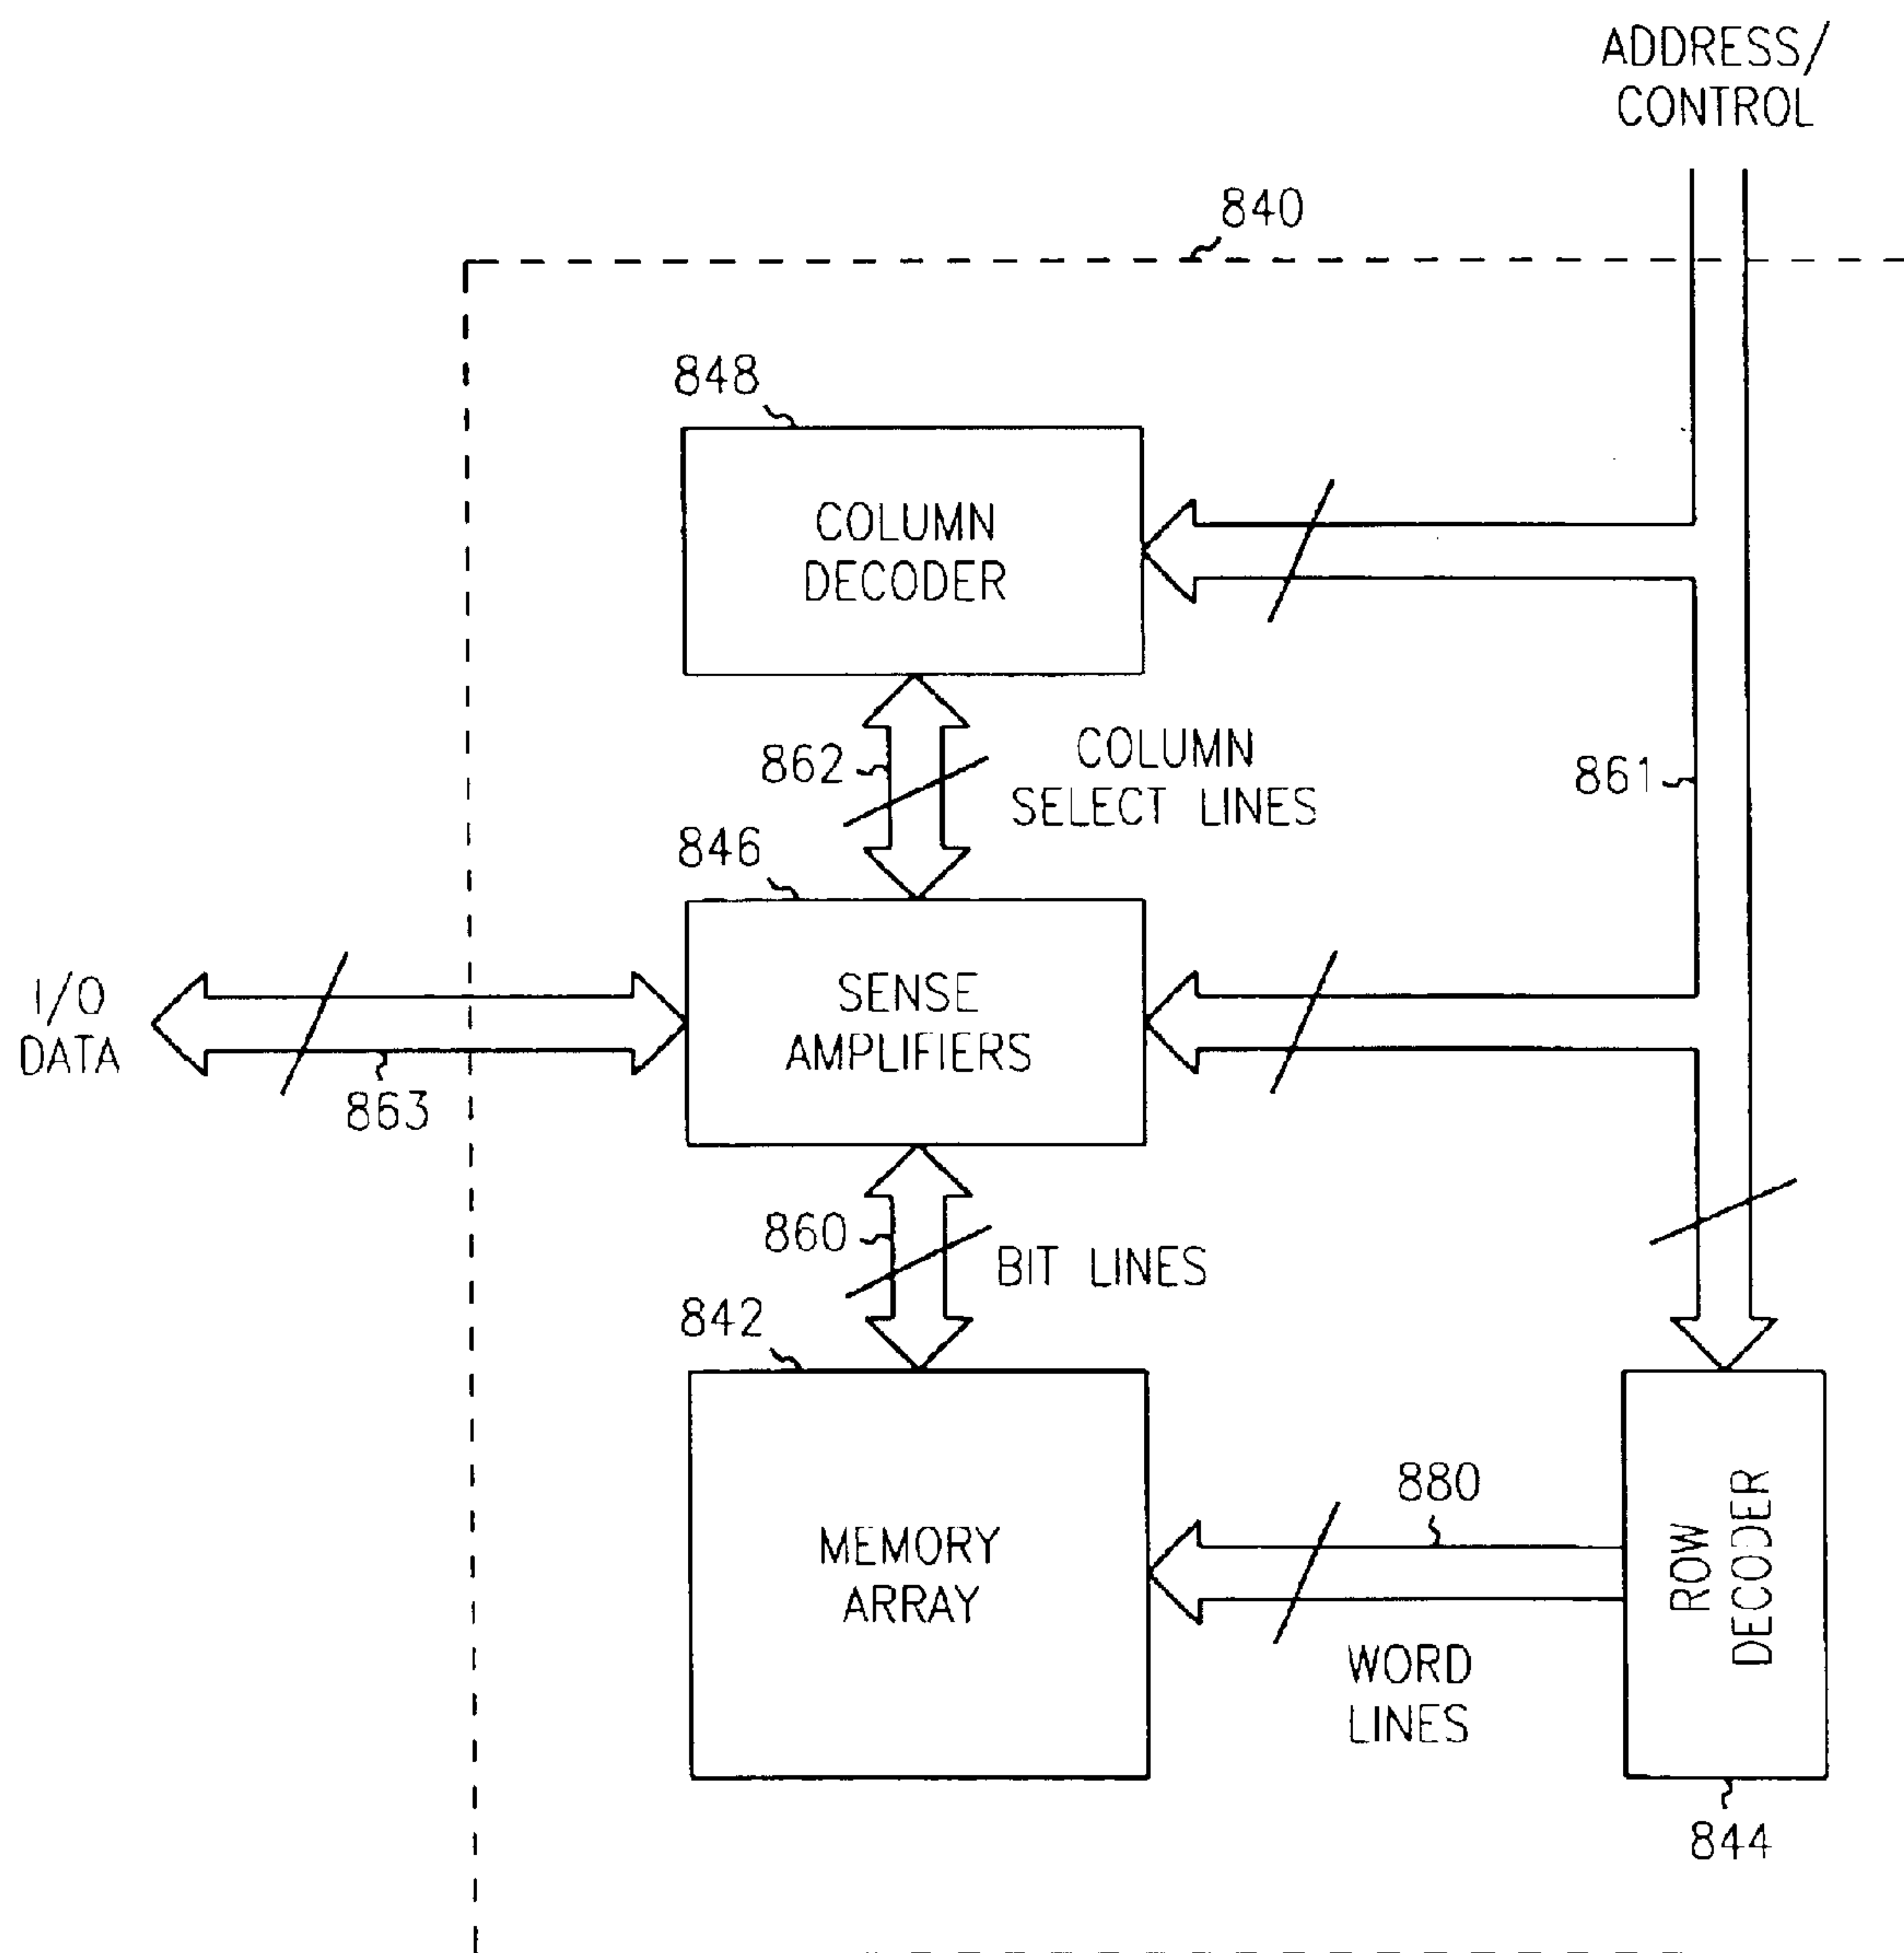 ADDRESS/
CONTROL
840
848
COLUMN
DECODER
862
COLUMN
SELECT LINES
861
846
I/O
DATA
SENSE
AMPLIFIERS
863
860
BIT LINES
842
880
MEMORY
ARRAY
ROW
DECODER
WORD
LINES
844